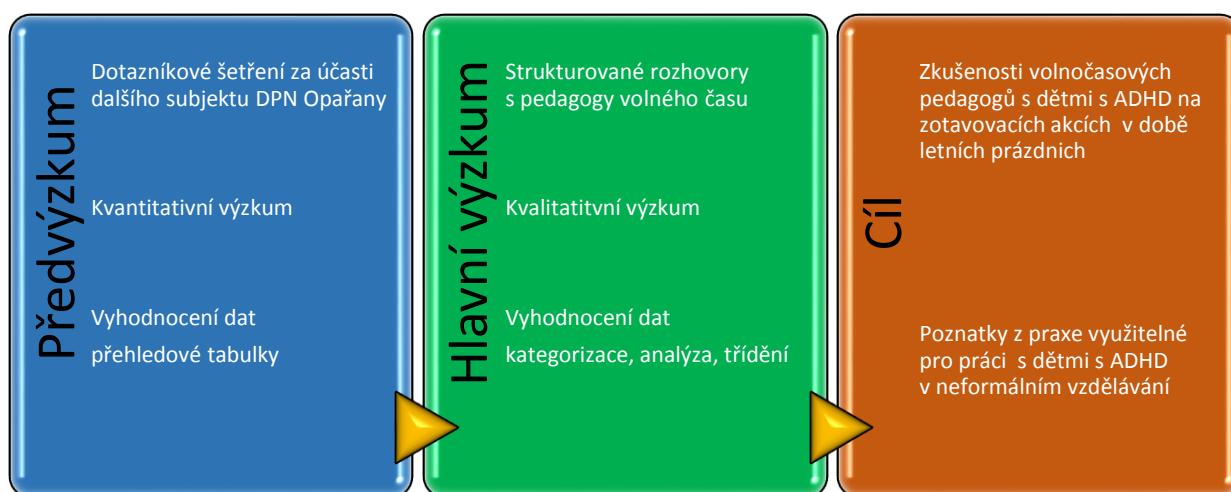 Předvýzkum
Dotazníkové šetření za účasti
dalšího subjektu DPN Opařany
Kvantitativní výzkum
Vyhodnocení dat
přehledové tabulky
Hlavní výzkum
Strukturované rozhovory
s pedagogy volného času
Kvalitatitvní výzkum
Vyhodnocení dat
kategorizace, analýza, třídění
Cíl
Zkušenosti volnočasových
pedagogů s dětmi s ADHD na
zotavovacích akcích v době
letních prázdnich
Poznatky z praxe využitelné
pro práci s dětmi s ADHD
v neformálním vzdělávání